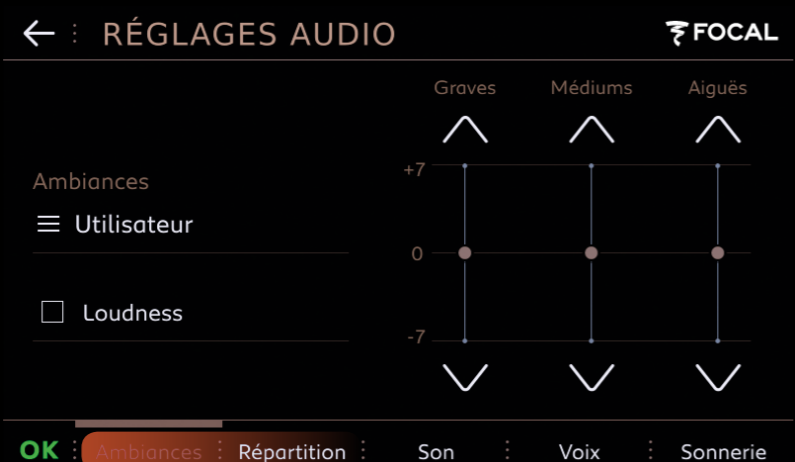 RÉGLAGES AUDIO
FOCAL
Graves Médiums Aiguës
+7
Ambiances
Utilisateur
0
Loudness
-7
OK Ambiances Répartition Son Voix Sonnerie